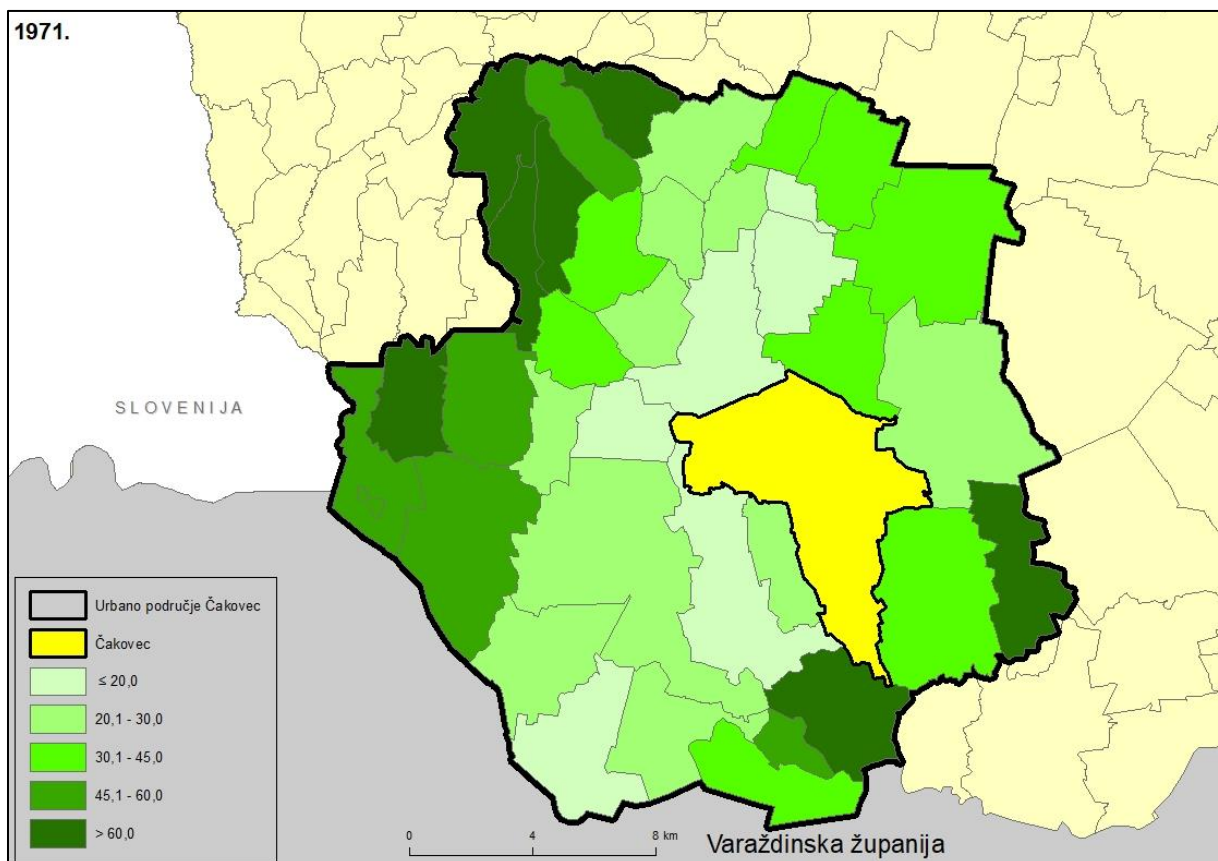 1971.
SLOVENIJA
Urbano područje Čakovec
Čakovec
≤ 20,0
20,1 - 30,0
30,1 - 45,0
45,1 - 60,0
> 60,0
0 4 8 km
Varaždinska županija